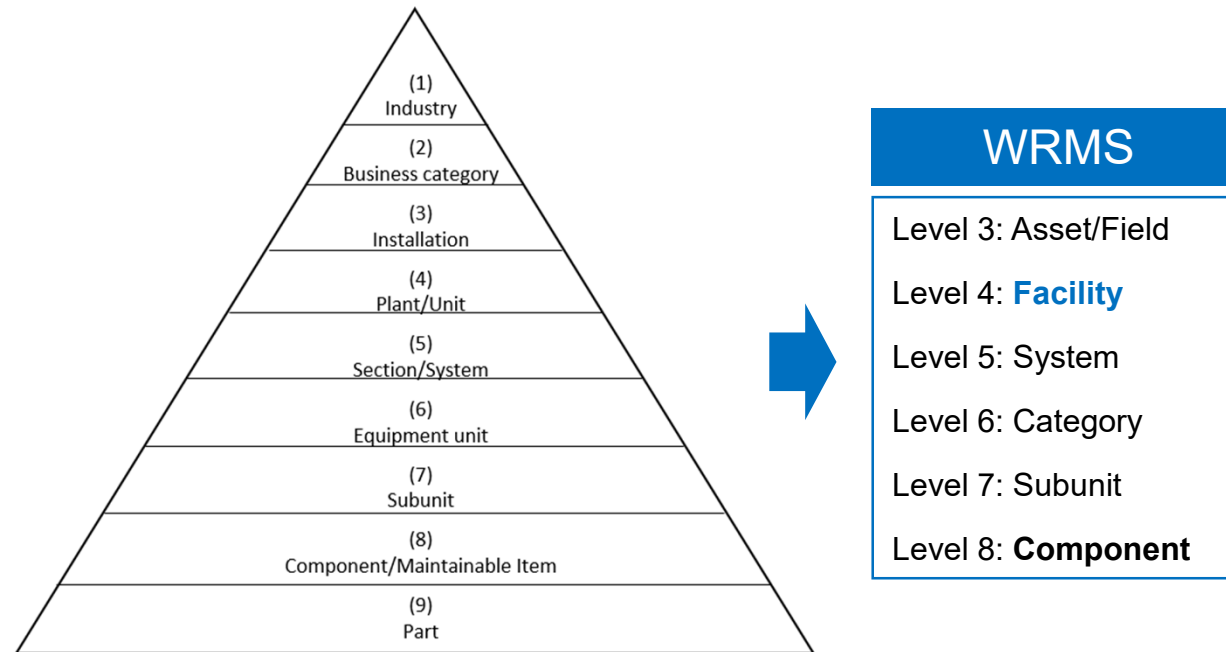 (1)
Industry
(2)
Business category
(3)
Installation
(4)
Plant/Unit
(5)
Section/System
(6)
Equipment unit
(7)
Subunit
(8)
Component/Maintainable Item
(9)
Part
WRMS
Level 3: Asset/Field
Level 4: Facility
Level 5: System
Level 6: Category
Level 7: Subunit
Level 8: Component